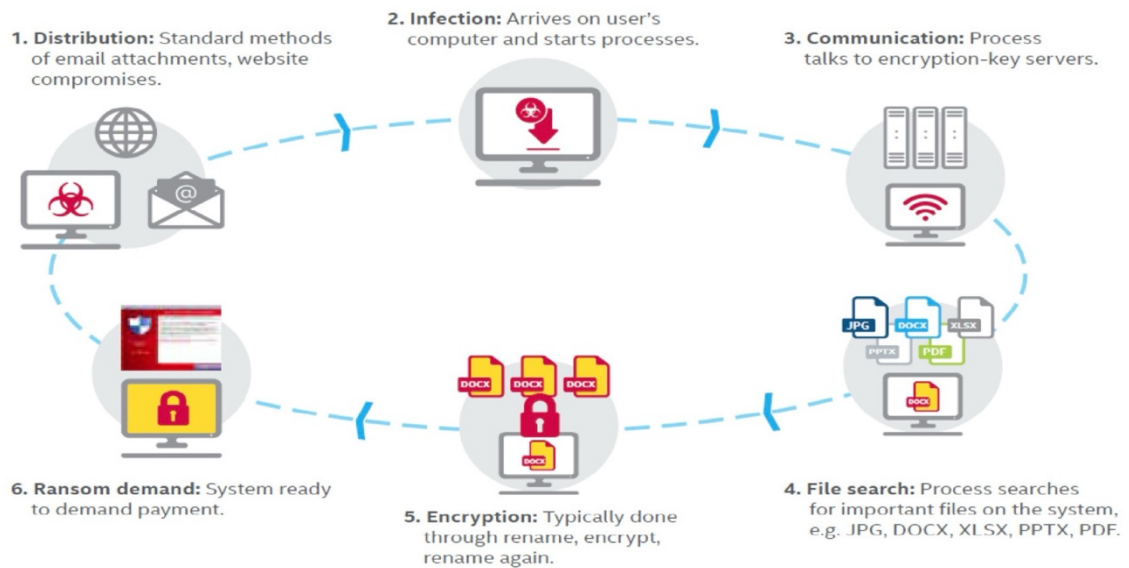 1. Distribution: Standard methods
of email attachments, website
compromises.
2. Infection: Arrives on user's
computer and starts processes.
3. Communication: Process
talks to encryption-key servers.
@
JPG
DOCX
XLSX
PPTX
PDF
DOCX
4. File search: Process searches
for important files on the system,
e.g. JPG, DOCX, XLSX, PPTX, PDF.
DOCX
DOCX
DOCX
DOCX
5. Encryption: Typically done
through rename, encrypt,
rename again.
6. Ransom demand: System ready
to demand payment.